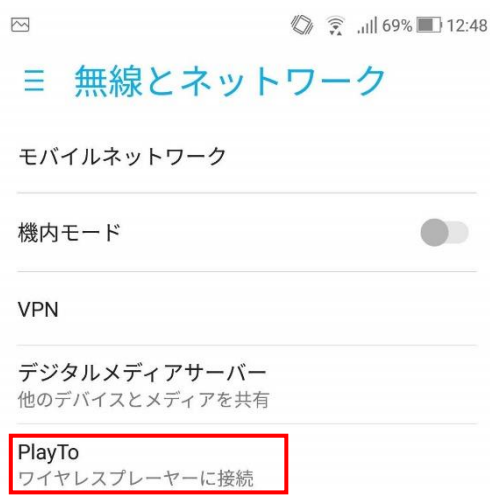 69% 12:48
無線とネットワーク
モバイルネットワーク
機内モード
VPN
デジタルメディアサーバー
他のデバイスとメディアを共有
PlayTo
ワイヤレスプレーヤーに接続